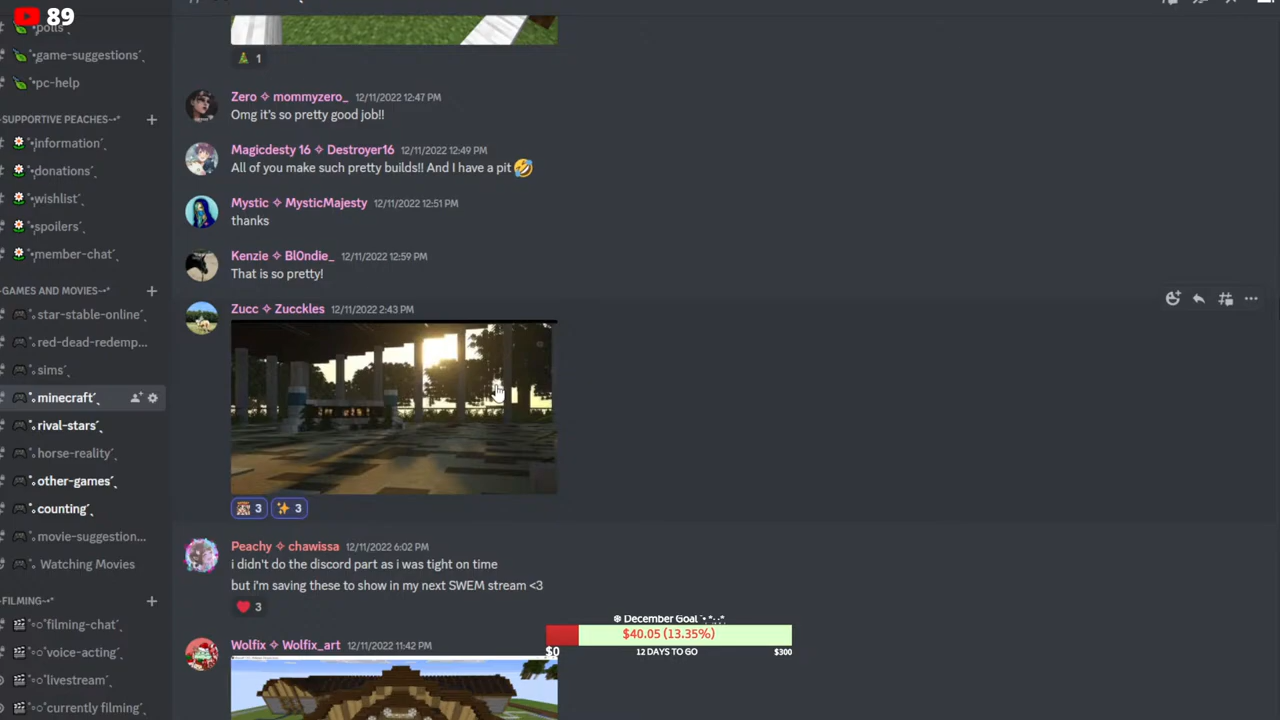 89
polls
game-suggestions
pc-help
SUPPORTIVE PEACHES
information
donations
wishlist
spoilers
member-chat
GAMES AND MOVIES
star-stable-online
red-dead-redemp...
sims
minecraft
rival-stars
horse-reality
other-games
counting
movie-suggestion...
Watching Movies
FILMING
filming-chat
voice-acting
livestream
currently filming
1
Zero ✧ mommyzero_ 12/11/2022 12:47 PM
Omg it's so pretty good job!!
Magicdesty 16 ✧ Destroyer16 12/11/2022 12:49 PM
All of you make such pretty builds!! And I have a pit 🤣
Mystic ✧ MysticMajesty 12/11/2022 12:51 PM
thanks
Kenzie ✧ Bl0ndie_ 12/11/2022 12:59 PM
That is so pretty!
Zucc ✧ Zucckles 12/11/2022 2:43 PM
3 3
Peachy ✧ chawissa 12/11/2022 6:02 PM
i didn't do the discord part as i was tight on time
but i'm saving these to show in my next SWEM stream <3
3
Wolfix ✧ Wolfix_art 12/11/2022 11:42 PM
December Goal
$40.05 (13.35%)
$0 12 DAYS TO GO $300